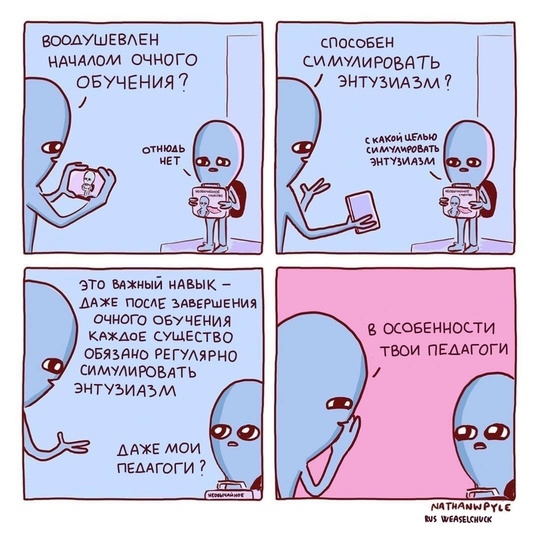 ВООДУШЕВЛЕН
НАЧАЛОМ ОЧНОГО
ОБУЧЕНИЯ?
ОТНЮДЬ
НЕТ
СПОСОБЕН
СИМУЛИРОВАТЬ
ЭНТУЗИАЗМ?
С КАКОЙ ЦЕЛЬЮ
СИМУЛИРОВАТЬ
ЭНТУЗИАЗМ
ЭТО ВАЖНЫЙ НАВЫК –
ДАЖЕ ПОСЛЕ ЗАВЕРШЕНИЯ
ОЧНОГО ОБУЧЕНИЯ
КАЖДОЕ СУЩЕСТВО
ОБЯЗАНО РЕГУЛЯРНО
СИМУЛИРОВАТЬ
ЭНТУЗИАЗМ
ДАЖЕ МОИ
ПЕДАГОГИ?
НЕОБЫЧАЙНОЕ
В ОСОБЕННОСТИ
ТВОИ ПЕДАГОГИ
NATHANWPYLE
RUS WEASELCHUCK